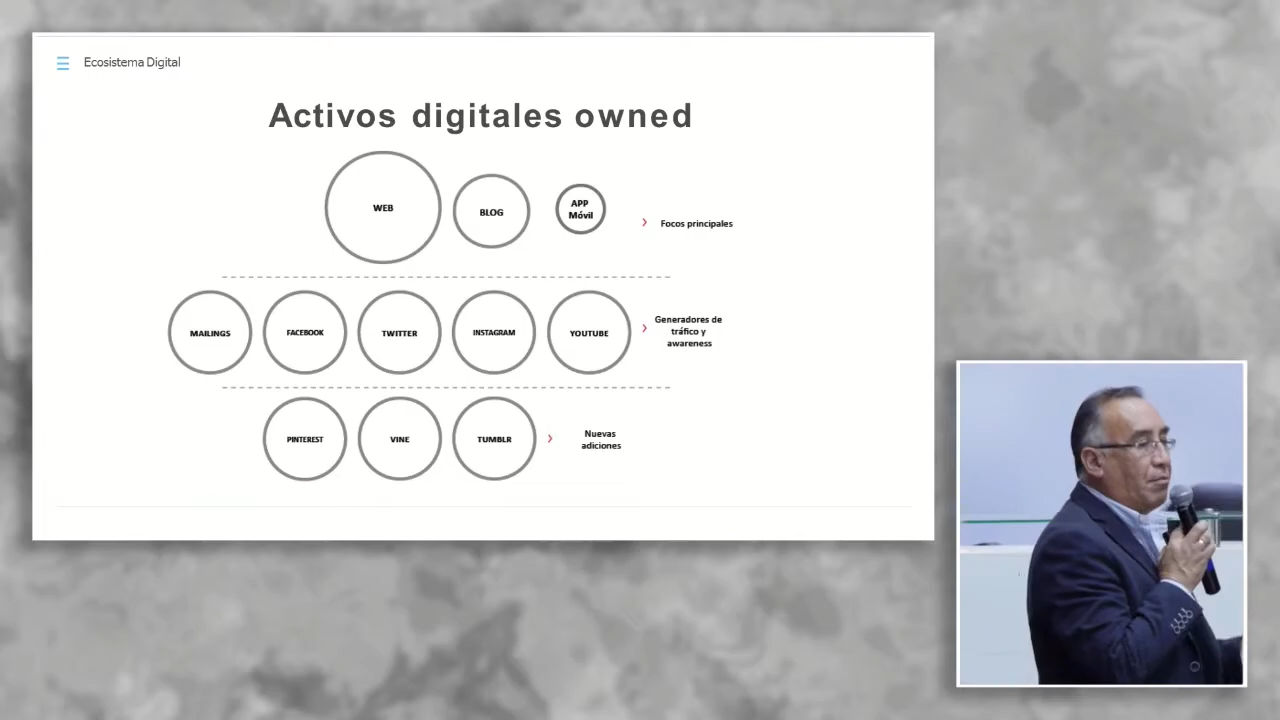 Ecosistema Digital
Activos digitales owned
WEB
BLOG
APP
Móvil
Focos principales
MAILINGS
FACEBOOK
TWITTER
INSTAGRAM
YOUTUBE
Generadores de
tráfico y
awareness
PINTEREST
VINE
TUMBLR
Nuevas
adiciones